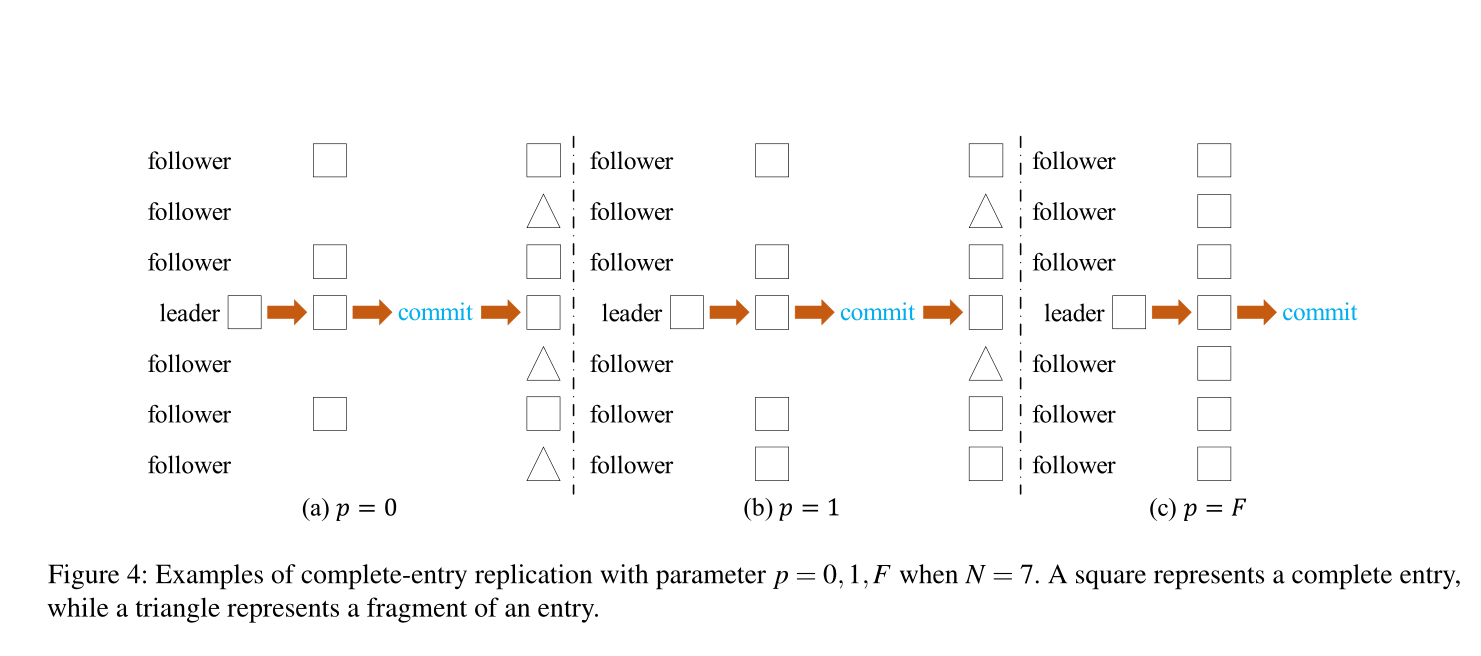 follower follower follower
follower follower follower
follower follower follower
leader commit leader commit leader commit
follower follower follower
follower follower follower
follower follower follower
(a) p = 0 (b) p = 1 (c) p = F
Figure 4: Examples of complete-entry replication with parameter p = 0,1,F when N = 7. A square represents a complete entry,
while a triangle represents a fragment of an entry.